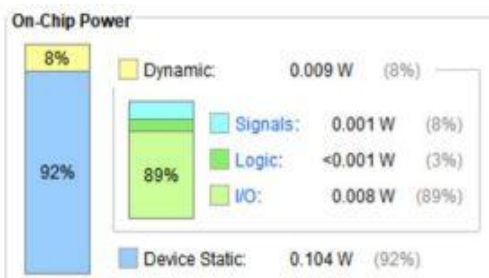 On-Chip Power
8%
92%
Dynamic: 0.009 W (8%)
89%
Signals: 0.001 W (8%)
Logic: <0.001 W (3%)
I/O: 0.008 W (89%)
Device Static: 0.104 W (92%)